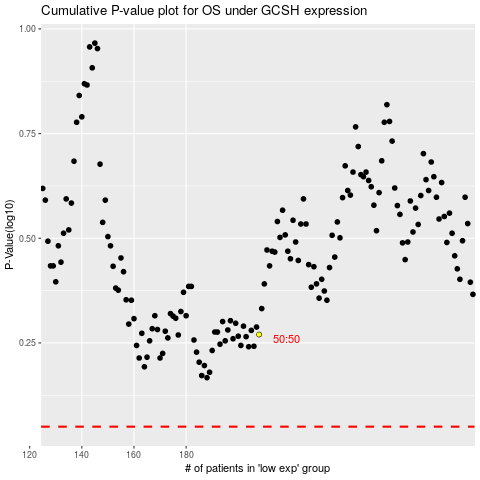 Cumulative P-value plot for OS under GCSH expression
P-Value(log10)
1.00
0.75
0.50
0.25
50:50
120 140 160 180
# of patients in 'low exp' group